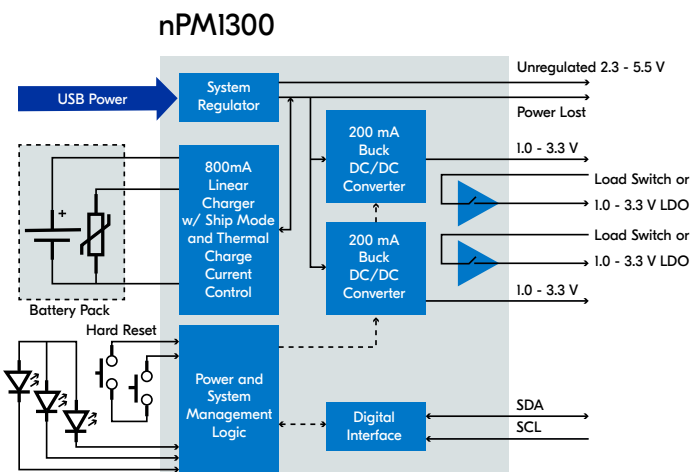 nPM1300
Unregulated 2.3 - 5.5 V
USB Power
System
Regulator
Power Lost
200 mA
Buck
DC/DC
Converter
1.0 - 3.3 V
800mA
Linear
Charger
w/ Ship Mode
and Thermal
Charge
Current
Control
Load Switch or
1.0 - 3.3 V LDO
+
200 mA
Buck
DC/DC
Converter
Load Switch or
1.0 - 3.3 V LDO
1.0 - 3.3 V
Battery Pack
Hard Reset
Power and
System
Management
Logic
Digital
Interface
SDA
SCL